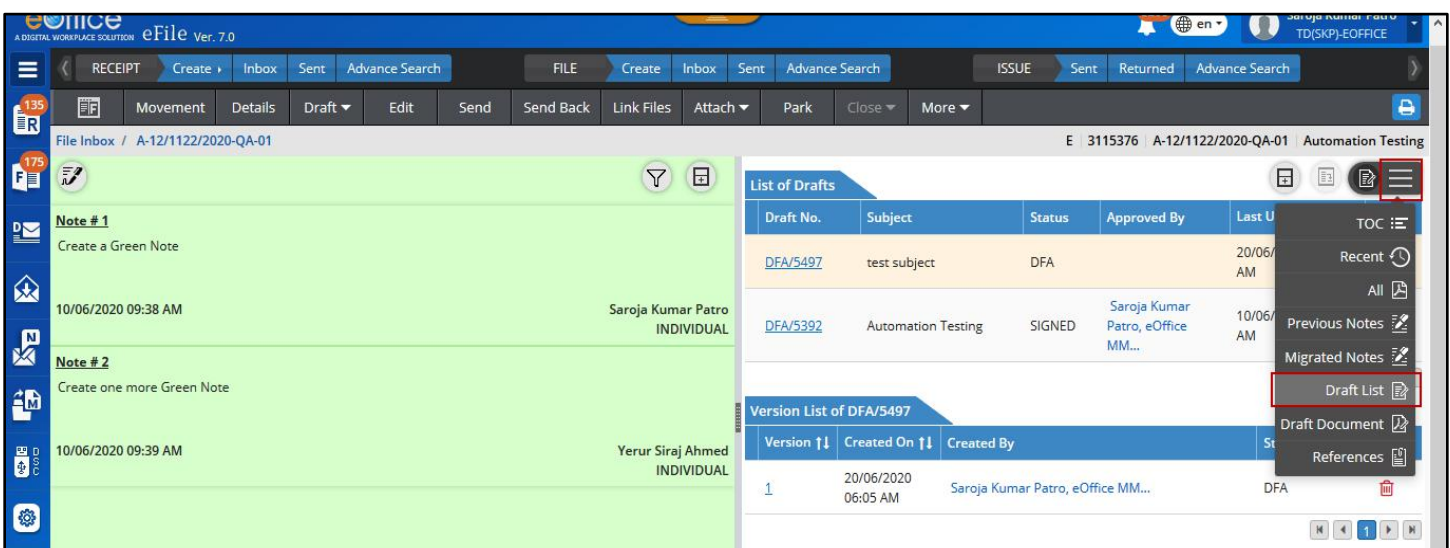 eOffice
A DIGITAL WORKPLACE SOLUTION eFile Ver. 7.0
en
Saroja Kumar Patro
TD(SKP)-EOFFICE
RECEIPT Create Inbox Sent Advance Search FILE Create Inbox Sent Advance Search ISSUE Sent Returned Advance Search
135
R
Movement Details Draft Edit Send Send Back Link Files Attach Park Close More
File Inbox / A-12/1122/2020-QA-01 E 3115376 A-12/1122/2020-QA-01 Automation Testing
175
F
Note # 1
Create a Green Note
10/06/2020 09:38 AM
Saroja Kumar Patro
INDIVIDUAL
Note # 2
Create one more Green Note
10/06/2020 09:39 AM
Yerur Siraj Ahmed
INDIVIDUAL
D
N
M
D
S
C
List of Drafts
Draft No. Subject Status Approved By Last U
DFA/5497 test subject DFA 20/06/
AM
DFA/5392 Automation Testing SIGNED Saroja Kumar
Patro, eOffice
MM...
10/06/
AM
Version List of DFA/5497
Version Created On Created By St
1 20/06/2020
06:05 AM
Saroja Kumar Patro, eOffice MM... DFA
1
TOC
Recent
All
Previous Notes
Migrated Notes
Draft List
Draft Document
References